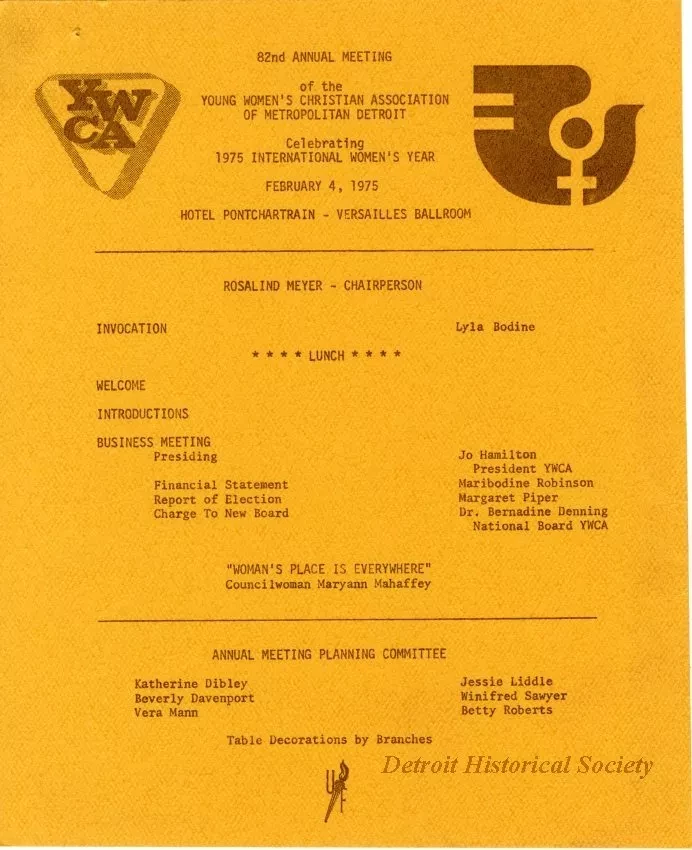 YWCA
82nd ANNUAL MEETING
of the
YOUNG WOMEN'S CHRISTIAN ASSOCIATION
OF METROPOLITAN DETROIT
Celebrating
1975 INTERNATIONAL WOMEN'S YEAR
FEBRUARY 4, 1975
HOTEL PONTCHARTRAIN - VERSAILLES BALLROOM
ROSALIND MEYER - CHAIRPERSON
INVOCATION Lyla Bodine
* * * * LUNCH * * * *
WELCOME
INTRODUCTIONS
BUSINESS MEETING
Presiding Jo Hamilton
President YWCA
Financial Statement Maribodine Robinson
Report of Election Margaret Piper
Charge To New Board Dr. Bernadine Denning
National Board YWCA
"WOMAN'S PLACE IS EVERYWHERE"
Councilwoman Maryann Mahaffey
ANNUAL MEETING PLANNING COMMITTEE
Katherine Dibley Jessie Liddle
Beverly Davenport Winifred Sawyer
Vera Mann Betty Roberts
Table Decorations by Branches
Detroit Historical Society
UF